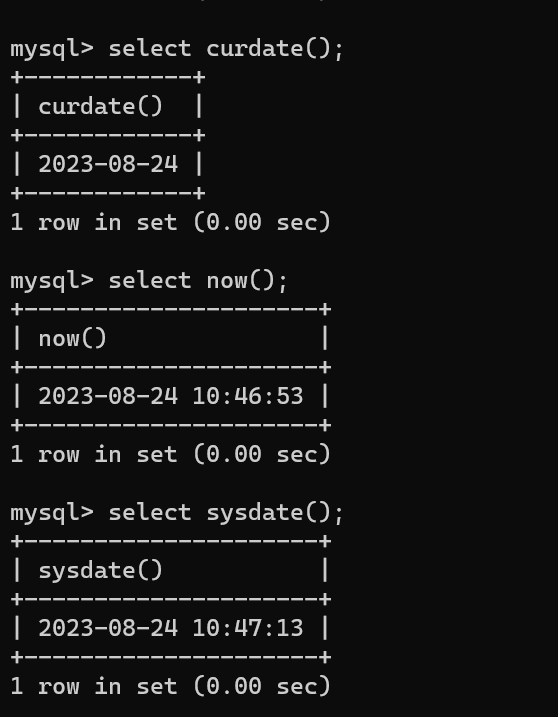 mysql> select curdate();
+------------+
| curdate()  |
+------------+
| 2023-08-24 |
+------------+
1 row in set (0.00 sec)
mysql> select now();
+---------------------+
| now()               |
+---------------------+
| 2023-08-24 10:46:53 |
+---------------------+
1 row in set (0.00 sec)
mysql> select sysdate();
+---------------------+
| sysdate()           |
+---------------------+
| 2023-08-24 10:47:13 |
+---------------------+
1 row in set (0.00 sec)